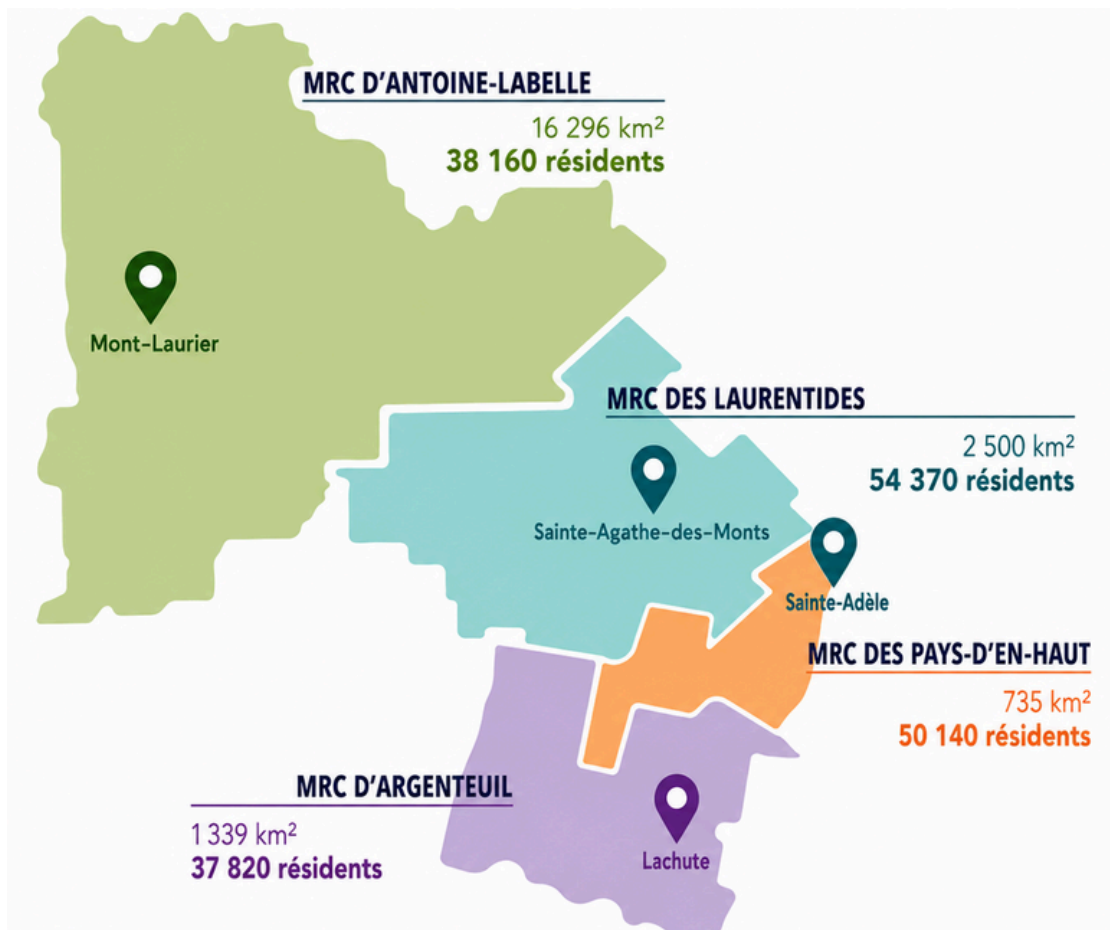 MRC D'ANTOINE-LABELLE
16 296 km²
38 160 résidents
Mont-Laurier
MRC DES LAURENTIDES
2 500 km²
54 370 résidents
Sainte-Agathe-des-Monts
Sainte-Adèle
MRC DES PAYS-D'EN-HAUT
735 km²
50 140 résidents
MRC D'ARGENTEUIL
1 339 km²
37 820 résidents
Lachute